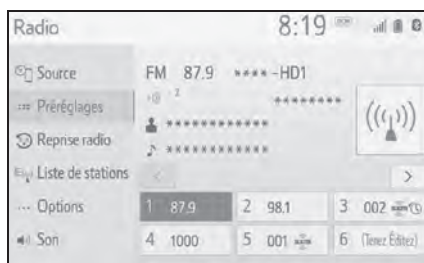 Radio 8:19
Source
FM 87.9 **** -HD1
Préréglages
********
************
Reprise radio
************
Liste de stations
Options
1 87.9 2 98.1 3 002
Son
4 1000 5 001 6 (Tenez Éditez)